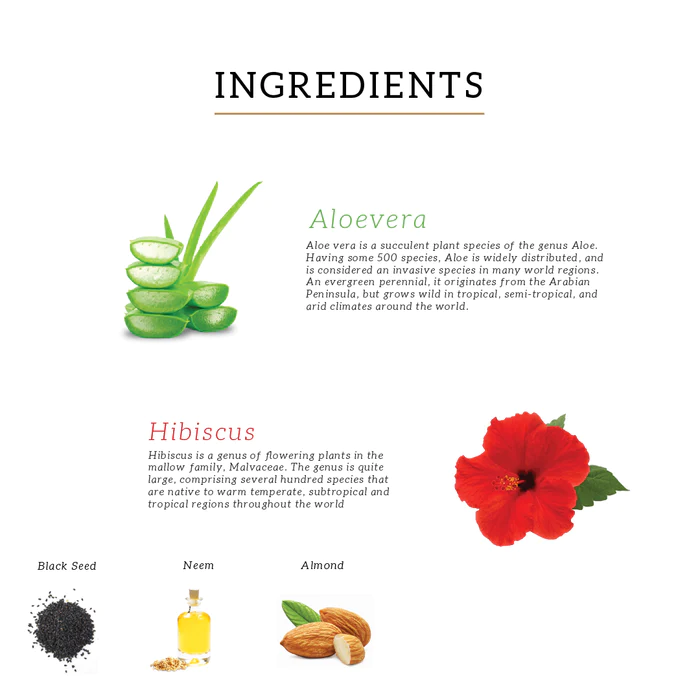 INGREDIENTS
Aloevera
Aloe vera is a succulent plant species of the genus Aloe.
Having some 500 species, Aloe is widely distributed, and
is considered an invasive species in many world regions.
An evergreen perennial, it originates from the Arabian
Peninsula, but grows wild in tropical, semi-tropical, and
arid climates around the world.
Hibiscus
Hibiscus is a genus of flowering plants in the
mallow family, Malvaceae. The genus is quite
large, comprising several hundred species that
are native to warm temperate, subtropical and
tropical regions throughout the world
Black Seed
Neem
Almond